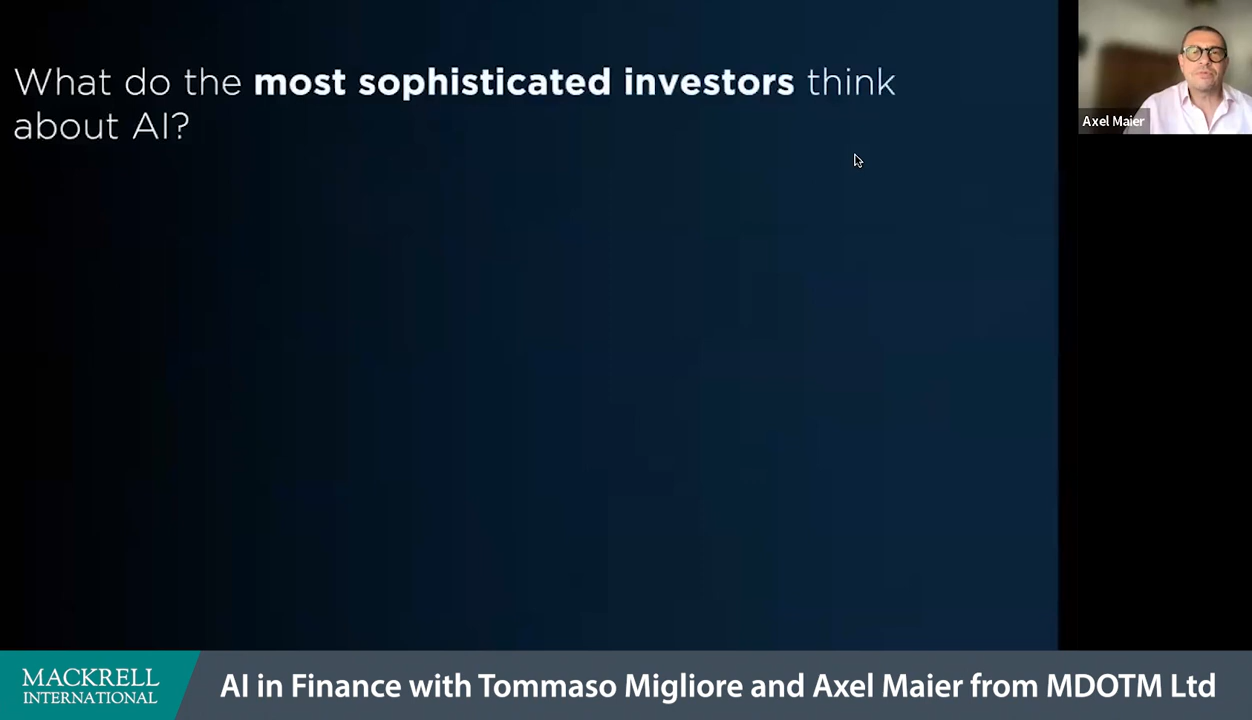 What do the most sophisticated investors think
about AI?
Axel Maier
MACKRELL
INTERNATIONAL
AI in Finance with Tommaso Migliore and Axel Maier from MDOTM Ltd